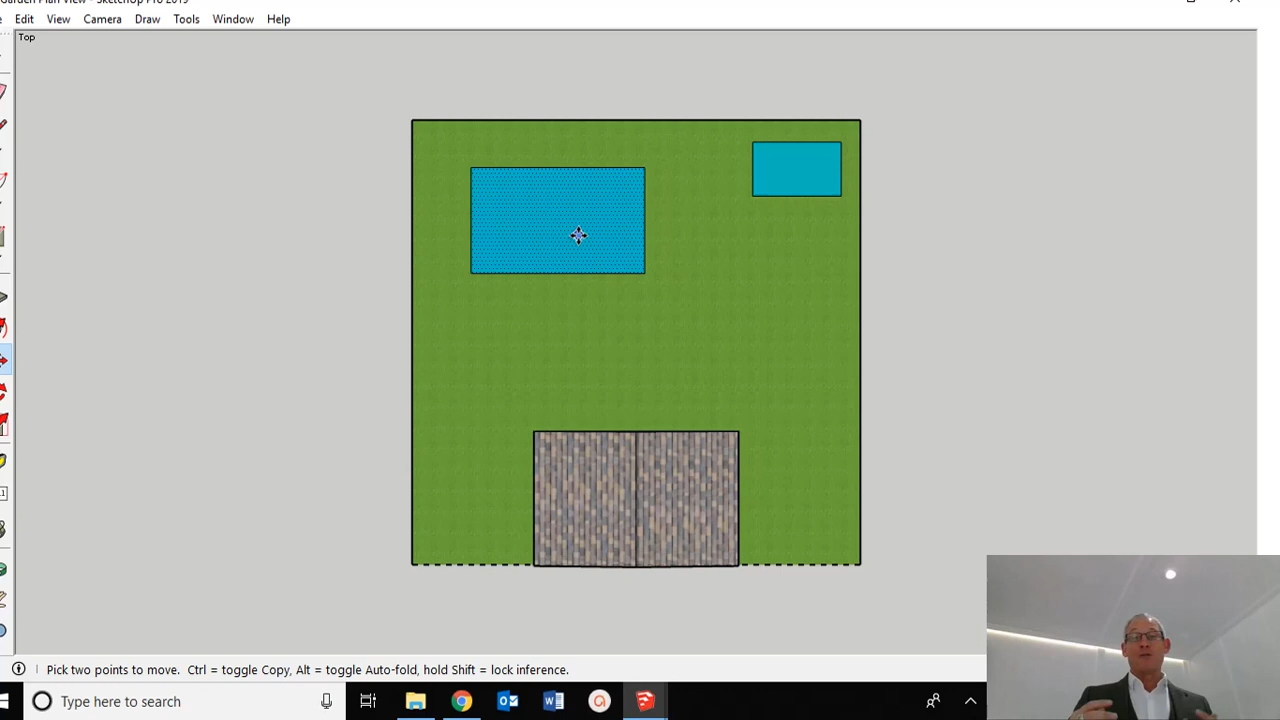 Edit View Camera Draw Tools Window Help
Top
Pick two points to move. Ctrl = toggle Copy, Alt = toggle Auto-fold, hold Shift = lock inference.
Type here to search